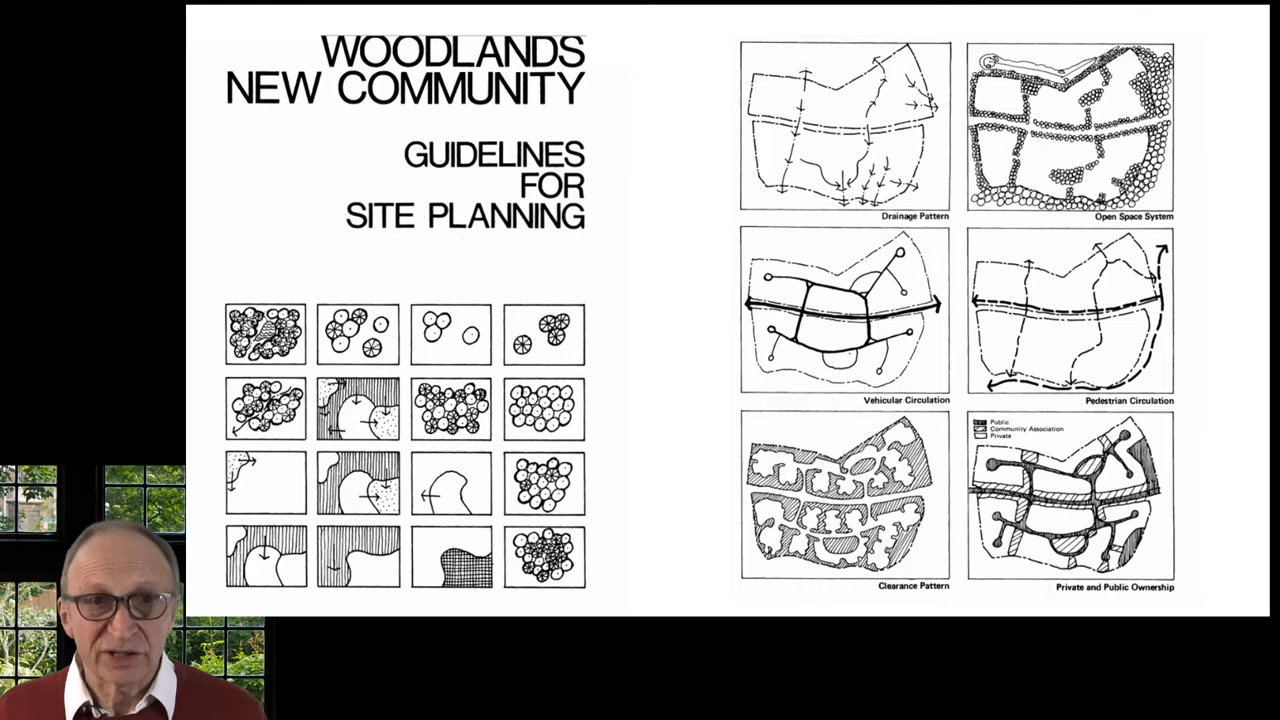 WOODLANDS
NEW COMMUNITY
GUIDELINES
FOR
SITE PLANNING
Drainage Pattern
Open Space System
Vehicular Circulation
Pedestrian Circulation
Public
Community Association
Private
Clearance Pattern
Private and Public Ownership